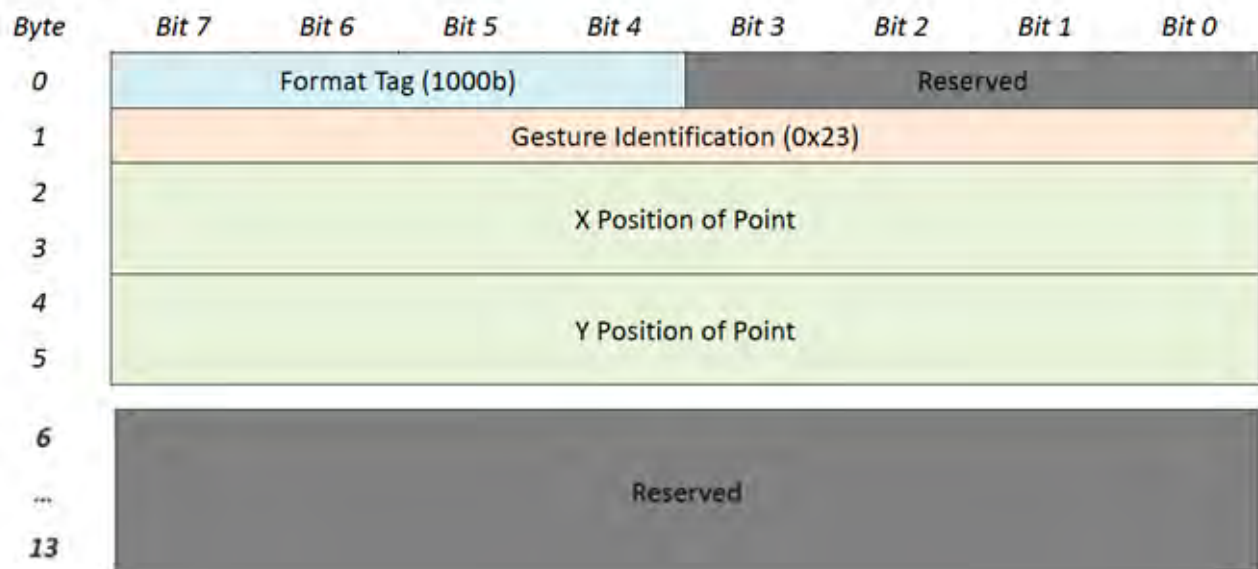 Byte Bit 7 Bit 6 Bit 5 Bit 4 Bit 3 Bit 2 Bit 1 Bit 0
0 Format Tag (1000b) Reserved
1 Gesture Identification (0x23)
2
X Position of Point
3
4
Y Position of Point
5
6
... Reserved
13